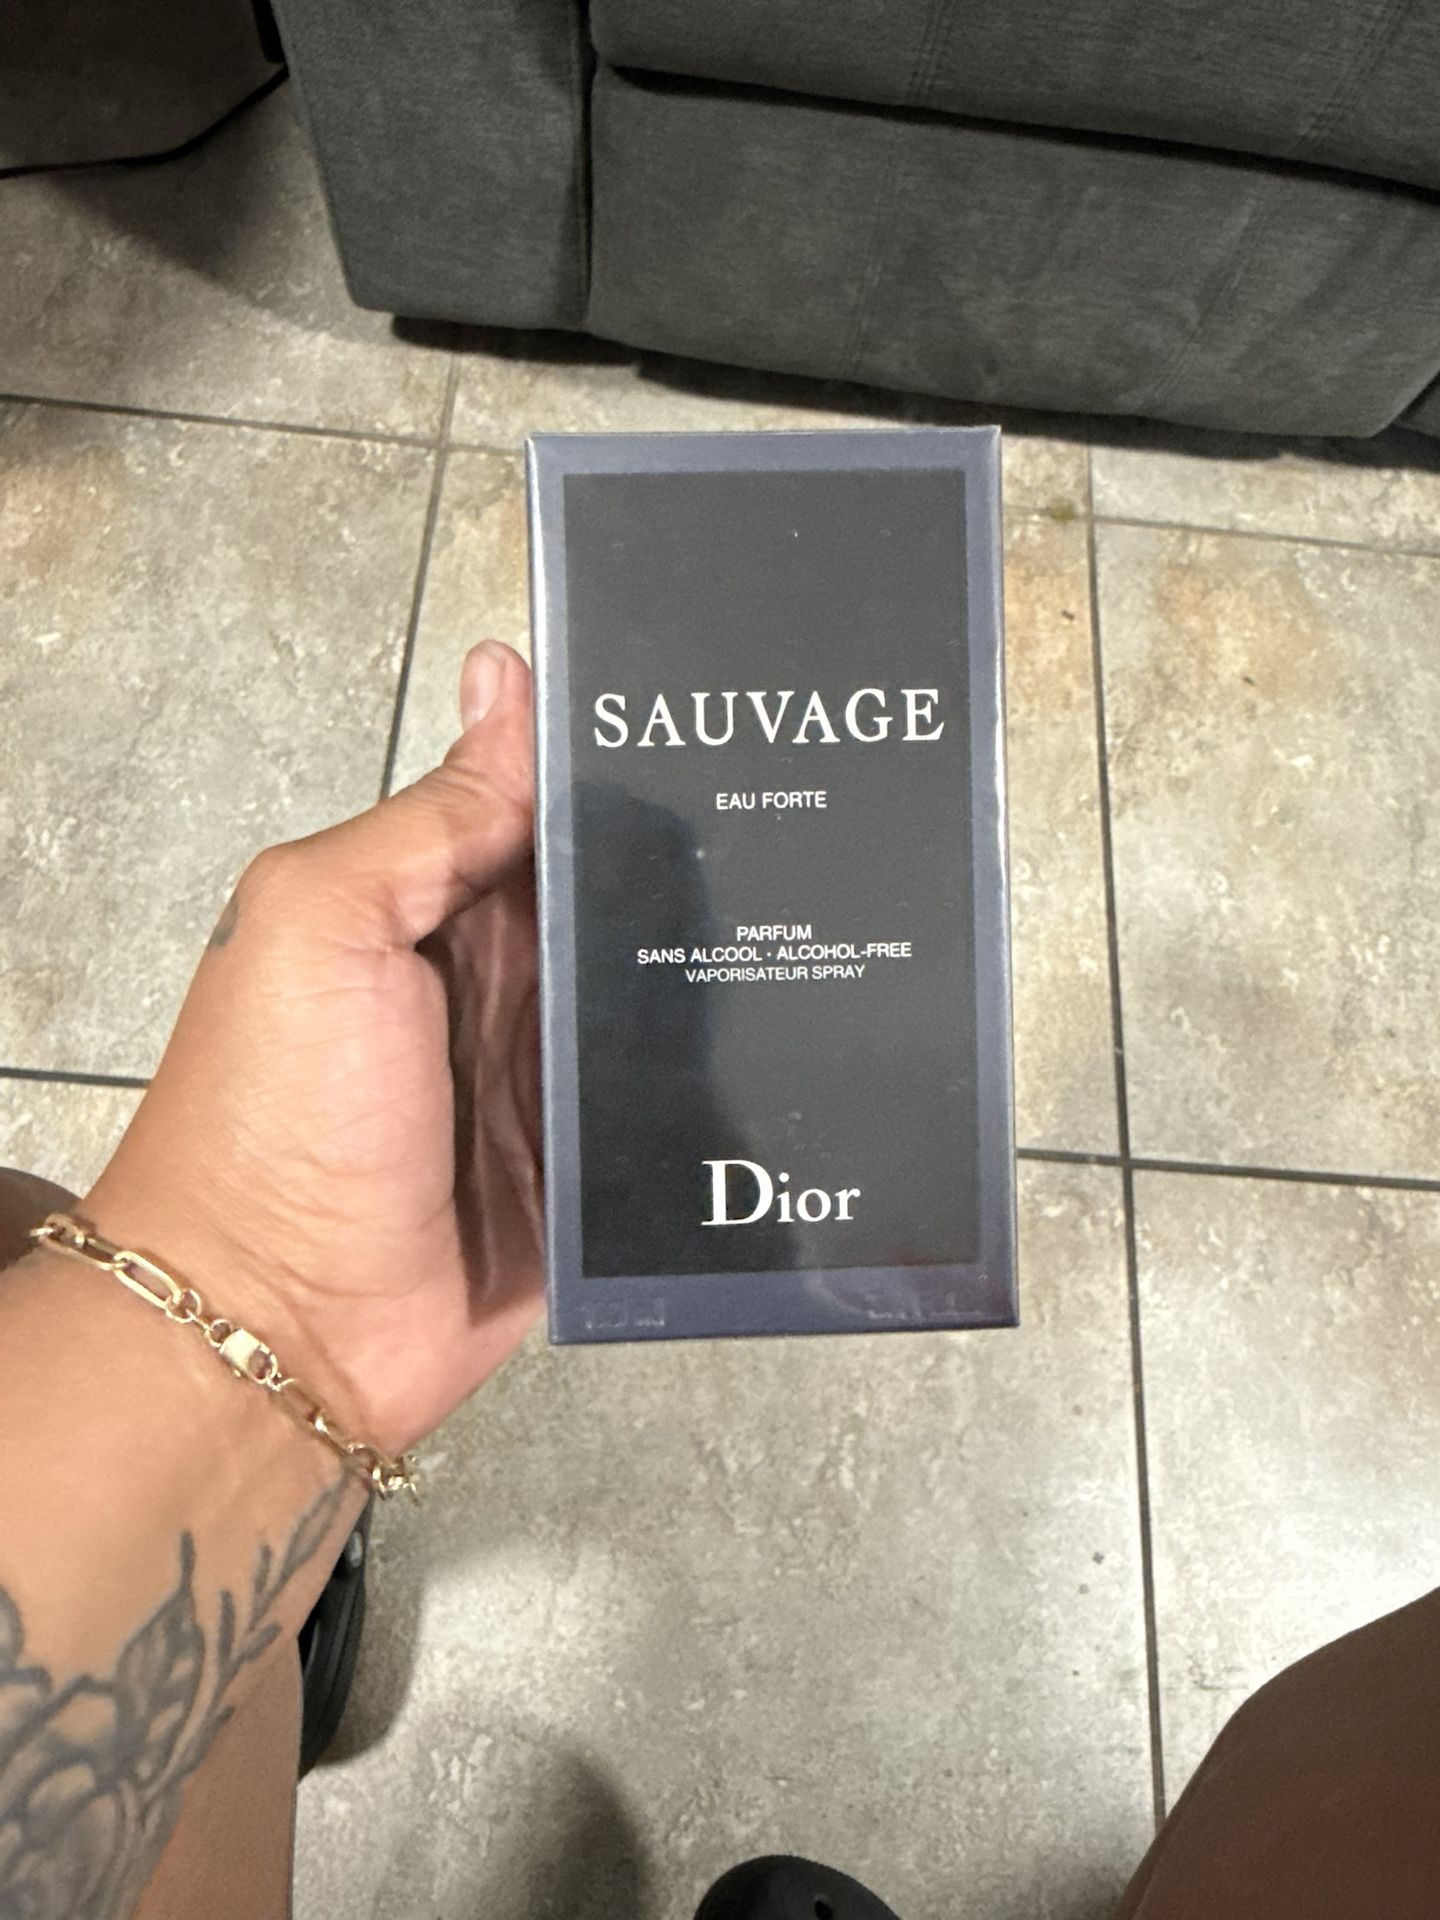 SAUVAGE
EAU FORTE
PARFUM
SANS ALCOOL · ALCOHOL-FREE
VAPORISATEUR SPRAY
Dior